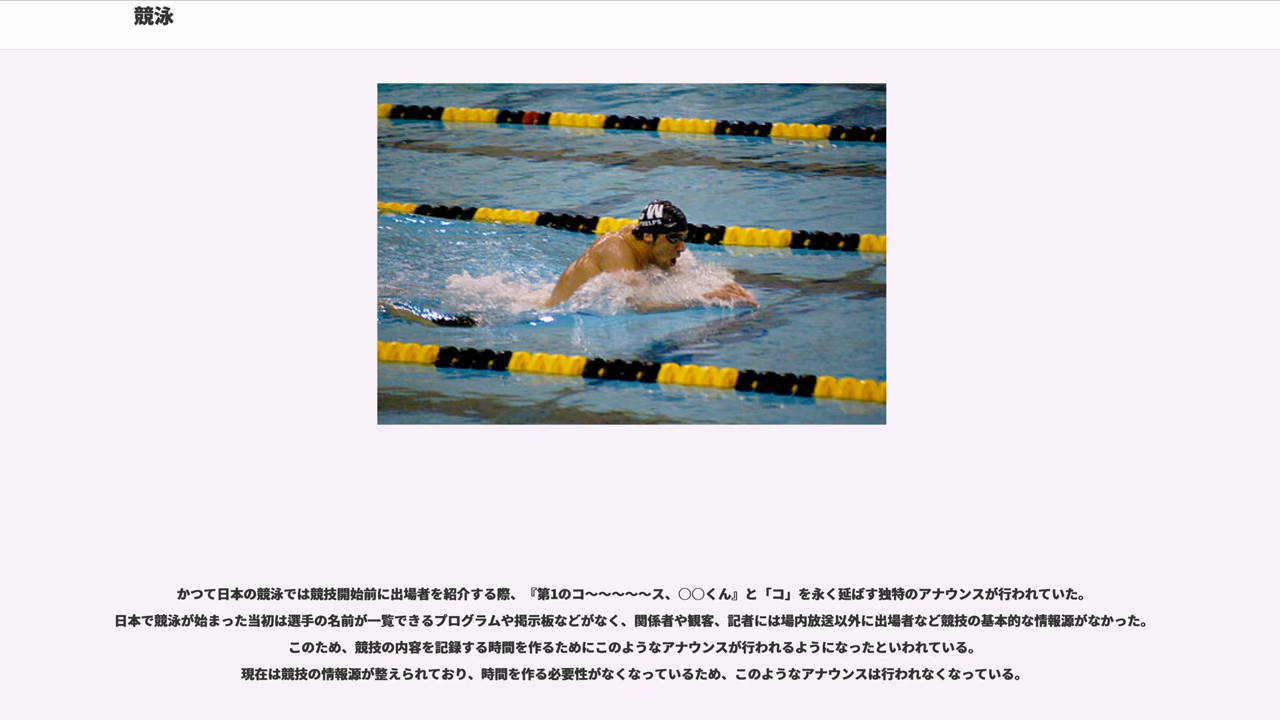 競泳
W
HELPS
かつて日本の競泳では競技開始前に出場者を紹介する際、『第1のコ〜〜〜〜〜ス、○○くん』と「コ」を永く延ばす独特のアナウンスが行われていた。
日本で競泳が始まった当初は選手の名前が一覧できるプログラムや掲示板などがなく、関係者や観客、記者には場内放送以外に出場者など競技の基本的な情報源がなかった。
このため、競技の内容を記録する時間を作るためにこのようなアナウンスが行われるようになったといわれている。
現在は競技の情報源が整えられており、時間を作る必要性がなくなっているため、このようなアナウンスは行われなくなっている。